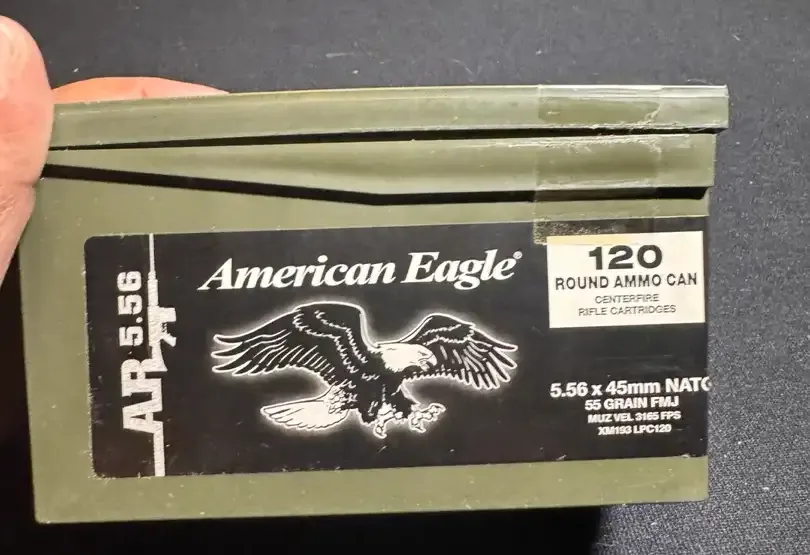 AR 5.56
American Eagle®
120
ROUND AMMO CAN
CENTERFIRE
RIFLE CARTRIDGES
5.56 x 45mm NATO
55 GRAIN FMJ
MUZ VEL 3165 FPS
XM193 LPC120